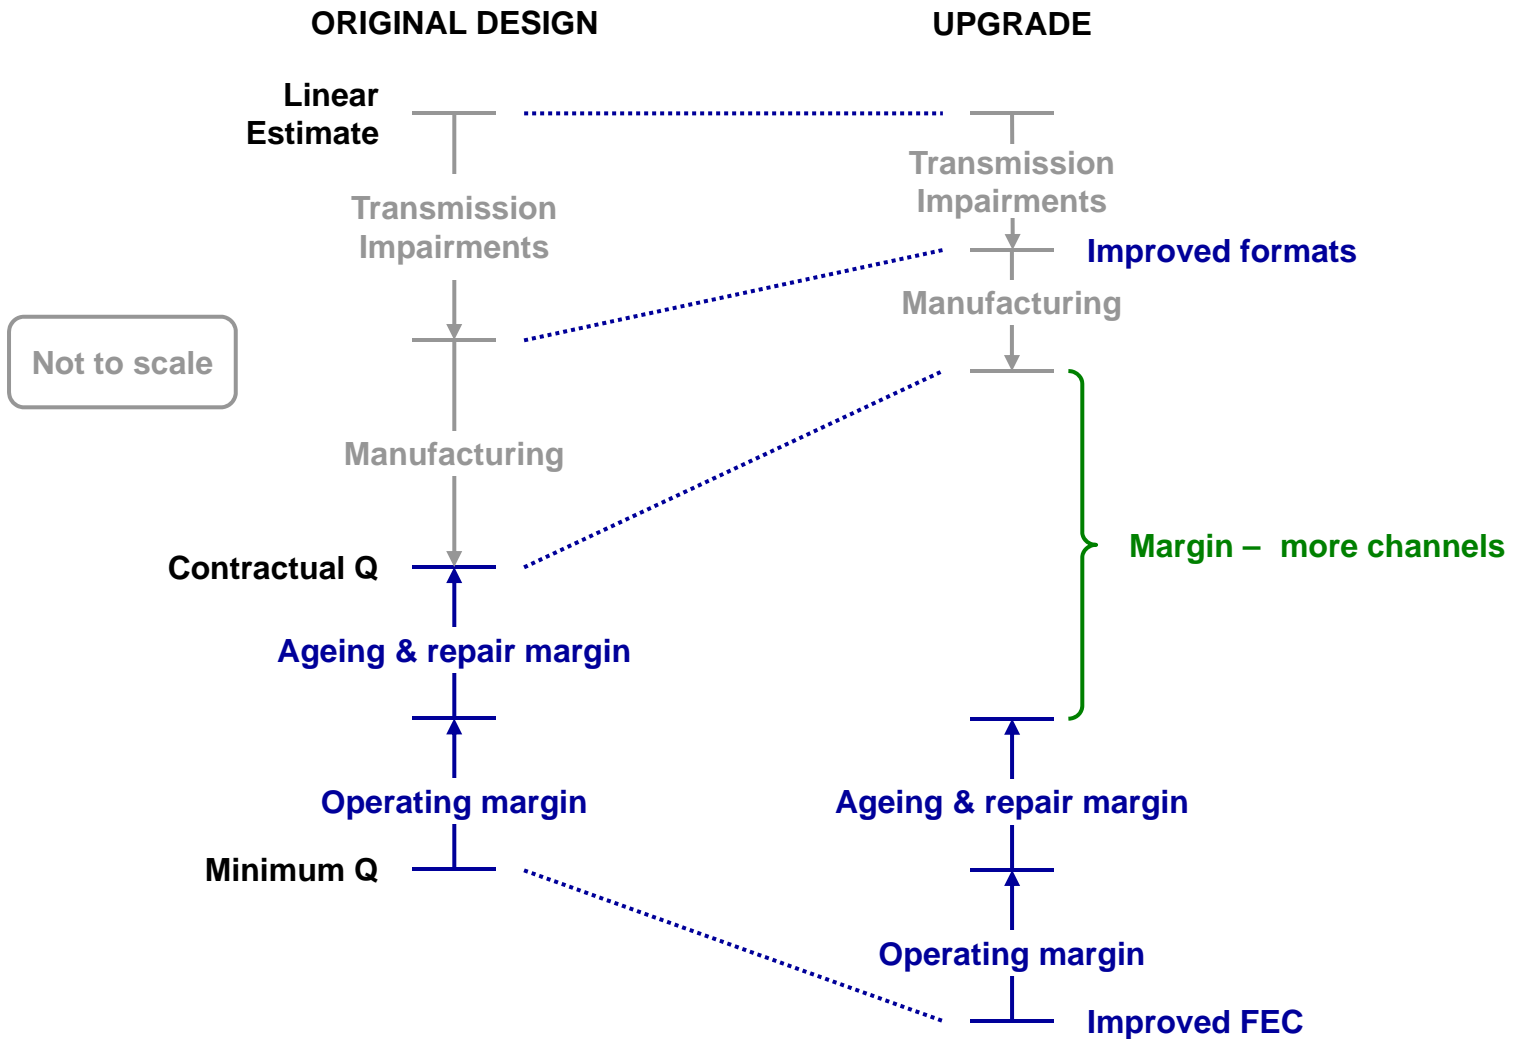 ORIGINAL DESIGN
UPGRADE
Linear
Estimate
Transmission
Impairments
Transmission
Impairments
Improved formats
Manufacturing
Not to scale
Manufacturing
Contractual Q
Margin – more channels
Ageing & repair margin
Operating margin
Ageing & repair margin
Minimum Q
Operating margin
Improved FEC